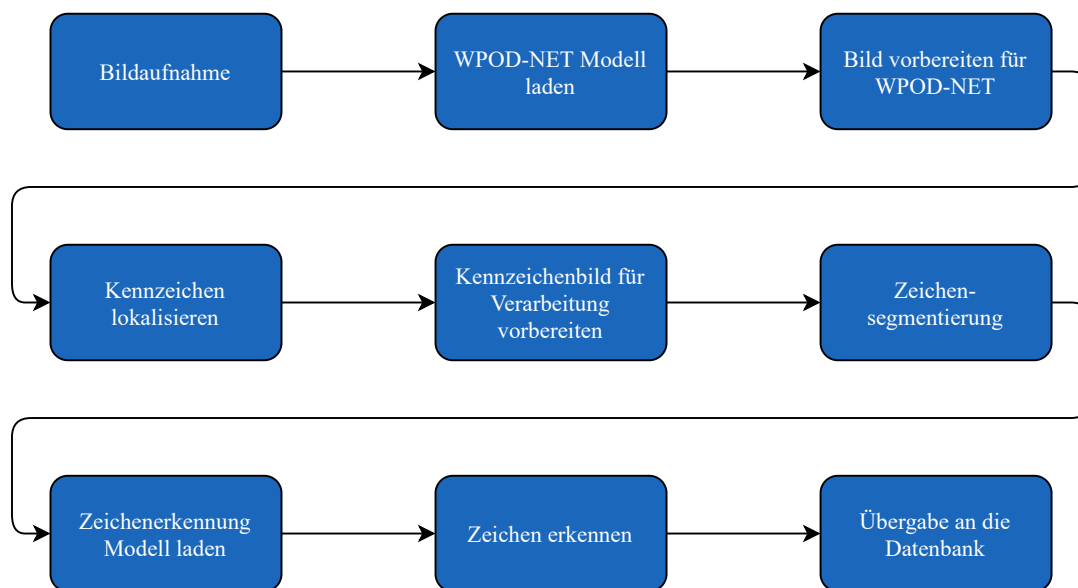 Bildaufnahme
WPOD-NET Modell
laden
Bild vorbereiten für
WPOD-NET
Kennzeichen
lokalisieren
Kennzeichenbild für
Verarbeitung
vorbereiten
Zeichen-
segmentierung
Zeichenerkennung
Modell laden
Zeichen erkennen
Übergabe an die
Datenbank